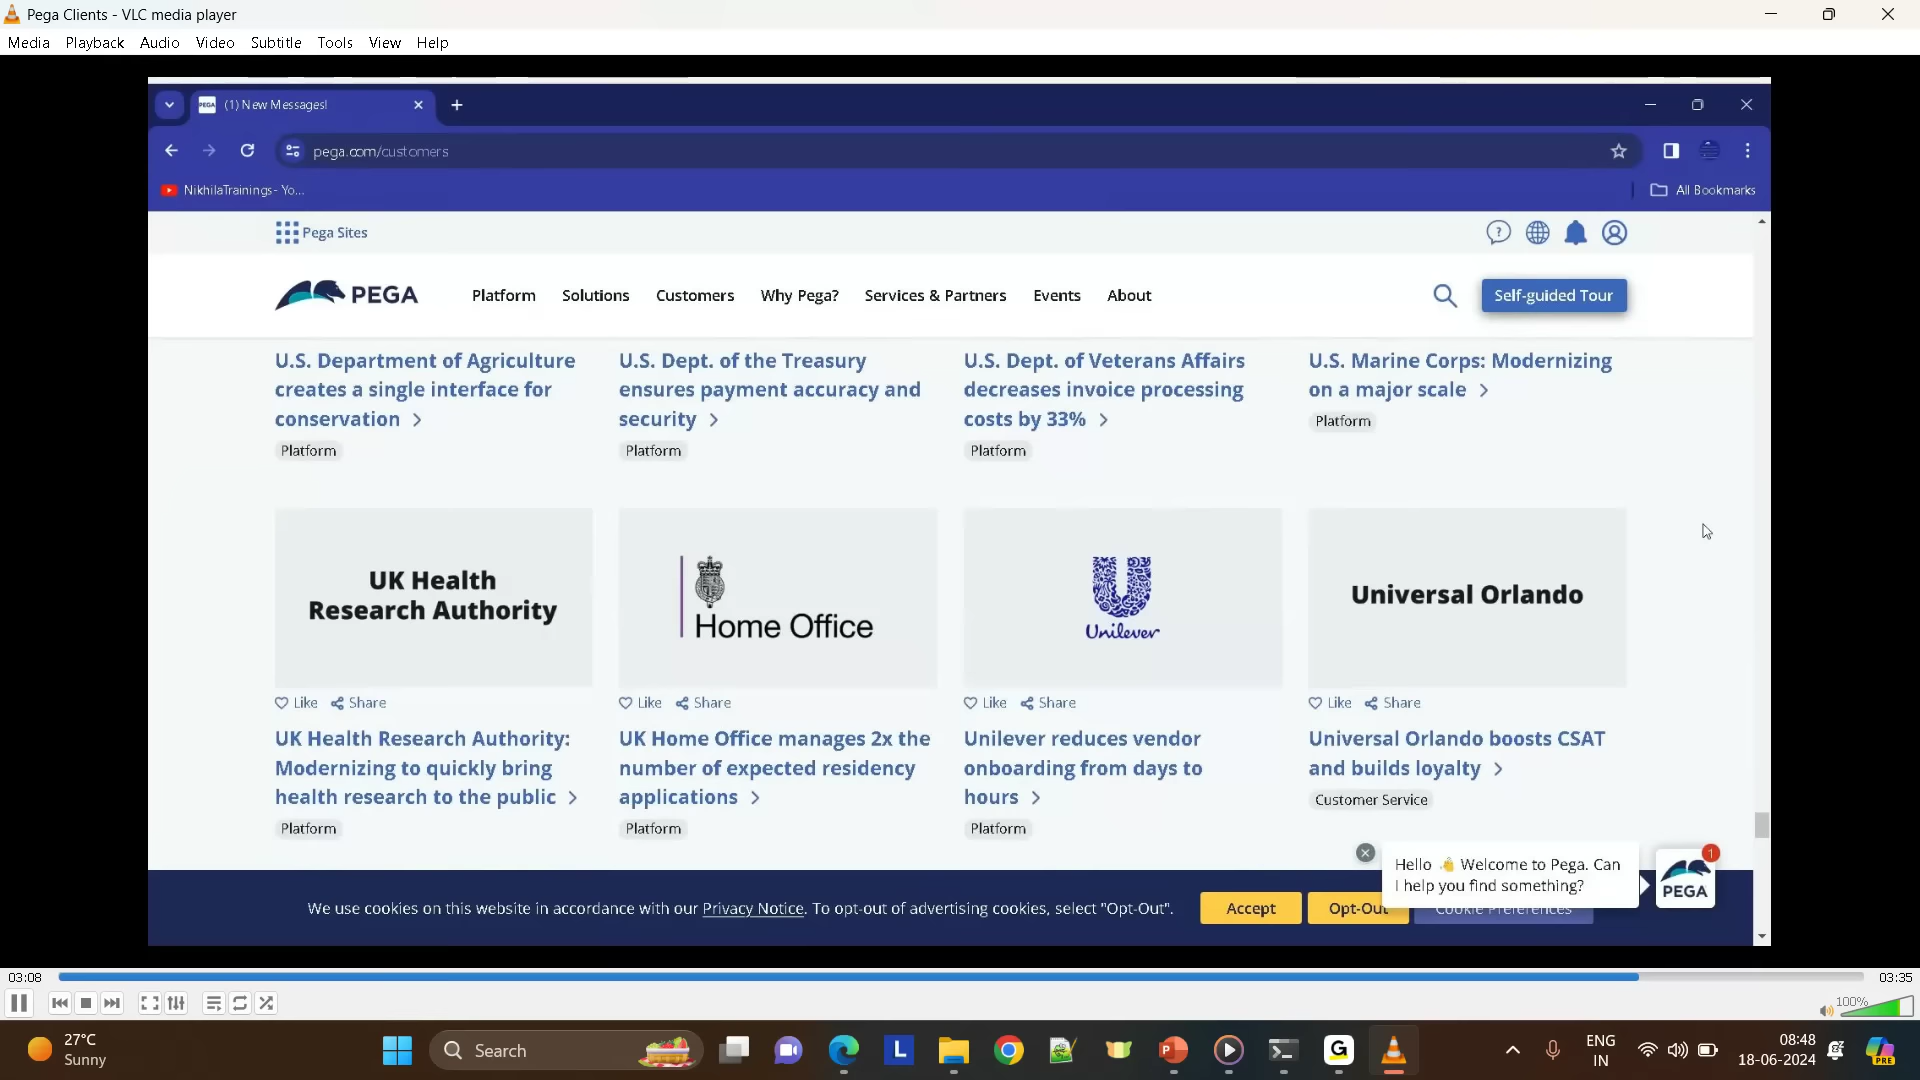 Pega Clients - VLC media player
Media Playback Audio Video Subtitle Tools View Help
PEGA (1) New Messages!
pega.com/customers
NikhilaTrainings - Yo...
All Bookmarks
Pega Sites
PEGA Platform Solutions Customers Why Pega? Services & Partners Events About Self-guided Tour
U.S. Department of Agriculture
creates a single interface for
conservation >
Platform
U.S. Dept. of the Treasury
ensures payment accuracy and
security >
Platform
U.S. Dept. of Veterans Affairs
decreases invoice processing
costs by 33% >
Platform
U.S. Marine Corps: Modernizing
on a major scale >
Platform
UK Health
Research Authority
Like Share
UK Health Research Authority:
Modernizing to quickly bring
health research to the public >
Platform
Home Office
Like Share
UK Home Office manages 2x the
number of expected residency
applications >
Platform
Unilever
Like Share
Unilever reduces vendor
onboarding from days to
hours >
Platform
Universal Orlando
Like Share
Universal Orlando boosts CSAT
and builds loyalty >
Customer Service
Hello 👋 Welcome to Pega. Can
I help you find something?
1
PEGA
We use cookies on this website in accordance with our Privacy Notice. To opt-out of advertising cookies, select "Opt-Out".
Accept
Opt-Out
Cookie Preferences
03:08
03:35
100%
27°C
Sunny
Search
L
P
G
ENG
IN
08:48
18-06-2024
PRE